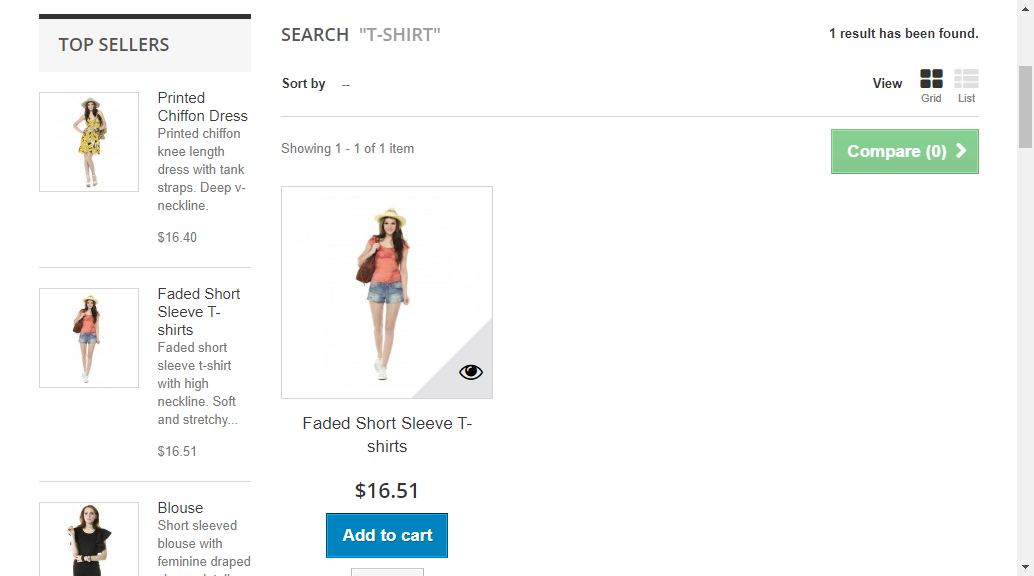 TOP SELLERS
Printed
Chiffon Dress
Printed chiffon
knee length
dress with tank
straps. Deep v-
neckline.
$16.40
Faded Short
Sleeve T-
shirts
Faded short
sleeve t-shirt
with high
neckline. Soft
and stretchy...
$16.51
Blouse
Short sleeved
blouse with
feminine draped
SEARCH "T-SHIRT"
1 result has been found.
Sort by --
View
Grid List
Showing 1 - 1 of 1 item
Compare (0)
Faded Short Sleeve T-
shirts
$16.51
Add to cart